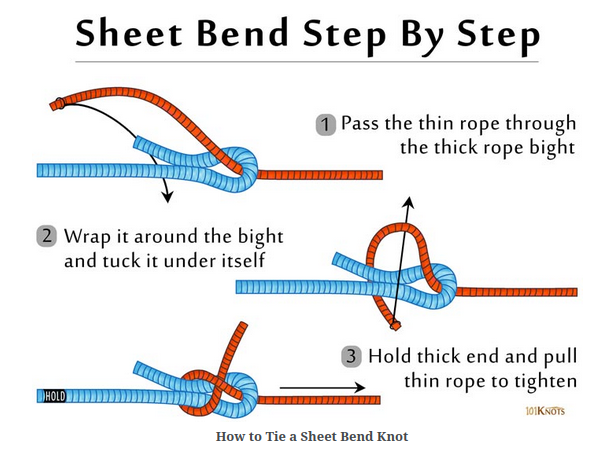 Sheet Bend Step By Step
1 Pass the thin rope through
the thick rope bight
2 Wrap it around the bight
and tuck it under itself
3 Hold thick end and pull
thin rope to tighten
HOLD
101KNOTS
How to Tie a Sheet Bend Knot